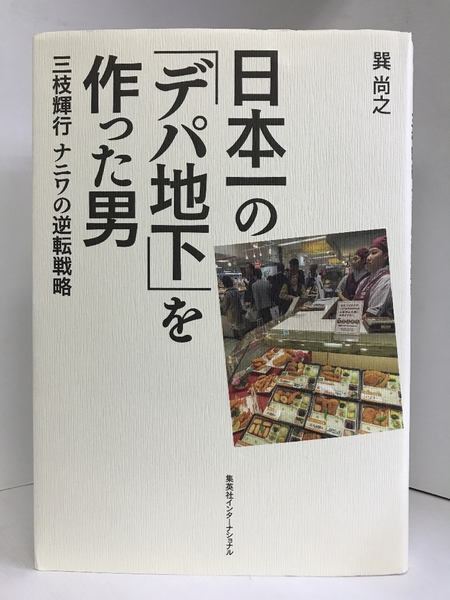 巽 尚之
日本一の
「デパ地下」を
作った男
三枝輝行 ナニワの逆転戦略
集英社インターナショナル